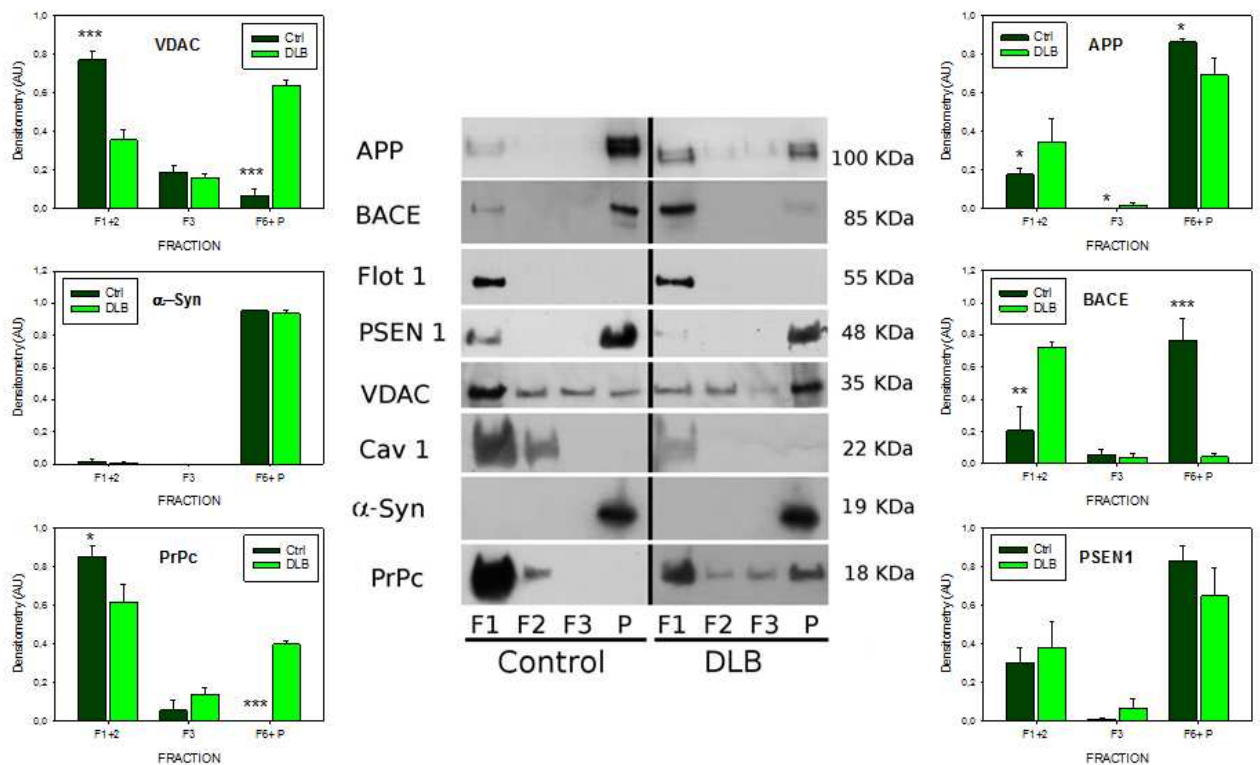 VDAC
Ctrl
DLB
***
***
1,0
0,8
0,6
0,4
0,2
0,0
Densitometry (AU)
F1+2
F3
F6+ P
FRACTION
α–Syn
Ctrl
DLB
1,2
1,0
0,8
0,6
0,4
0,2
0,0
Densitometry (AU)
F1+2
F3
F6+ P
FRACTION
PrPc
Ctrl
DLB
*
***
1,0
0,8
0,6
0,4
0,2
0,0
Densitometry (AU)
F1+2
F3
F6+ P
FRACTION
APP 100 KDa
BACE 85 KDa
Flot 1 55 KDa
PSEN 1 48 KDa
VDAC 35 KDa
Cav 1 22 KDa
α-Syn 19 KDa
PrPc 18 KDa
F1 F2 F3 P F1 F2 F3 P
Control DLB
APP
Ctrl
DLB
*
*
*
1,0
0,8
0,6
0,4
0,2
0,0
Densitometry (AU)
F1+2
F3
F6+ P
FRACTION
BACE
Ctrl
DLB
**
***
1,0
0,8
0,6
0,4
0,2
0,0
Densitometry (AU)
F1+2
F3
F6+ P
FRACTION
PSEN1
Ctrl
DLB
1,0
0,8
0,6
0,4
0,2
0,0
Densitometry (AU)
F1+2
F3
F6+ P
FRACTION